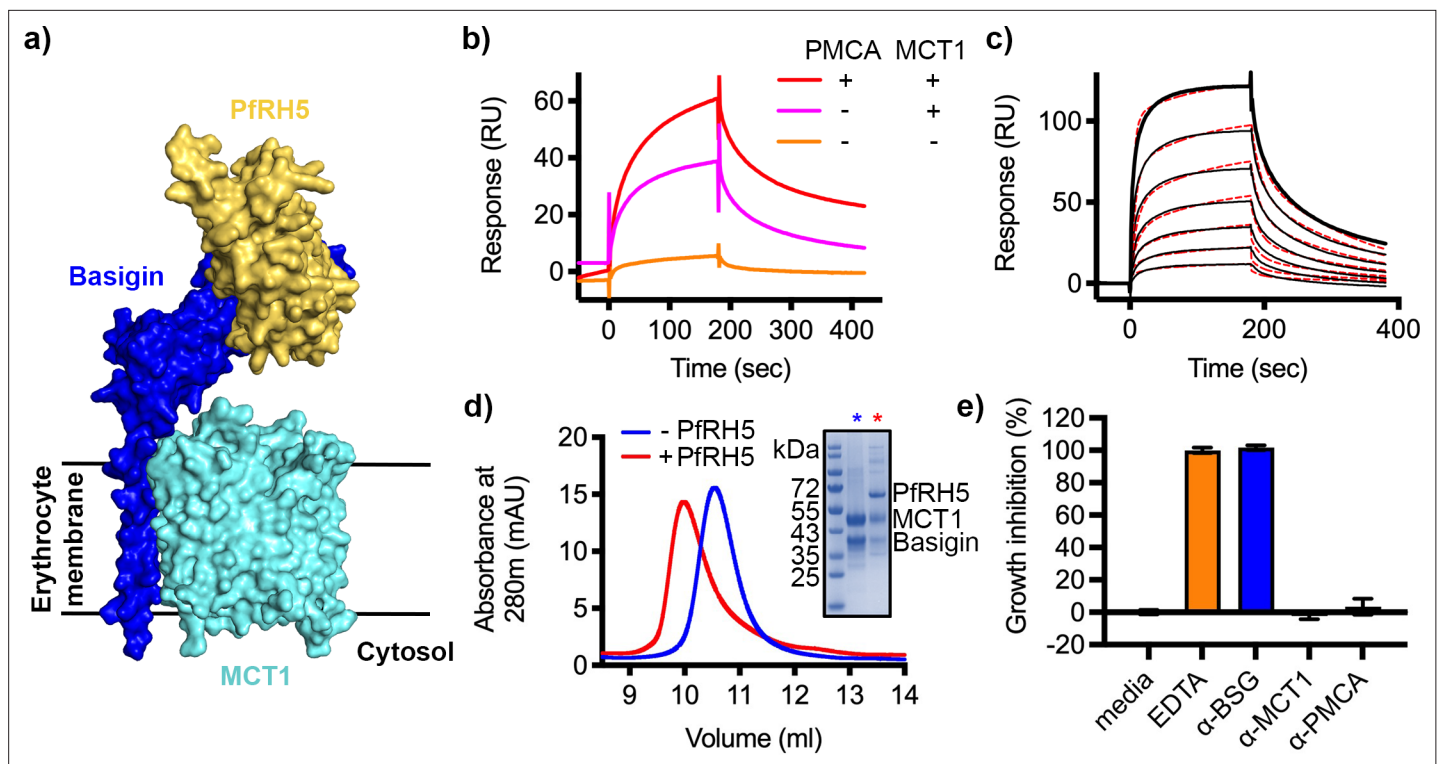 a)
PfRH5
Basigin
Erythrocyte
membrane
Cytosol
MCT1
b)
PMCA MCT1
+ +
- +
- -
Response (RU)
60
40
20
0
0 100 200 300 400
Time (sec)
c)
Response (RU)
100
50
0
0 200 400
Time (sec)
d)
- PfRH5
+ PfRH5
Absorbance at
280m (mAU)
20
15
10
5
0
9 10 11 12 13 14
Volume (ml)
* *
kDa
72
55
43
35
25
PfRH5
MCT1
Basigin
e)
Growth inhibition (%)
120
100
80
60
40
20
0
-20
media
EDTA
α-BSG
α-MCT1
α-PMCA